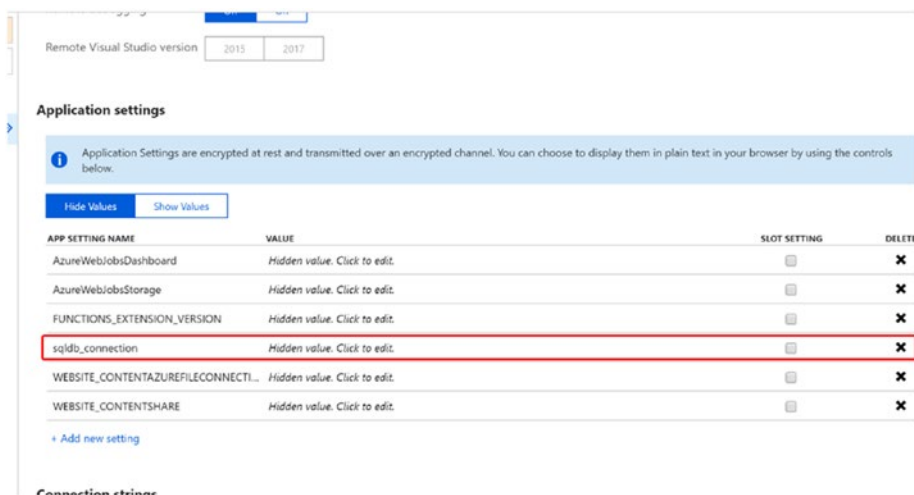 Remote Visual Studio version 2015 2017
Application settings
Application Settings are encrypted at rest and transmitted over an encrypted channel. You can choose to display them in plain text in your browser by using the controls
below.
Hide Values Show Values
APP SETTING NAME VALUE SLOT SETTING DELETE
AzureWebJobsDashboard Hidden value. Click to edit.
AzureWebJobsStorage Hidden value. Click to edit.
FUNCTIONS_EXTENSION_VERSION Hidden value. Click to edit.
sqldb_connection Hidden value. Click to edit.
WEBSITE_CONTENTAZUREFILECONNECTI... Hidden value. Click to edit.
WEBSITE_CONTENTSHARE Hidden value. Click to edit.
+ Add new setting
Connection strings